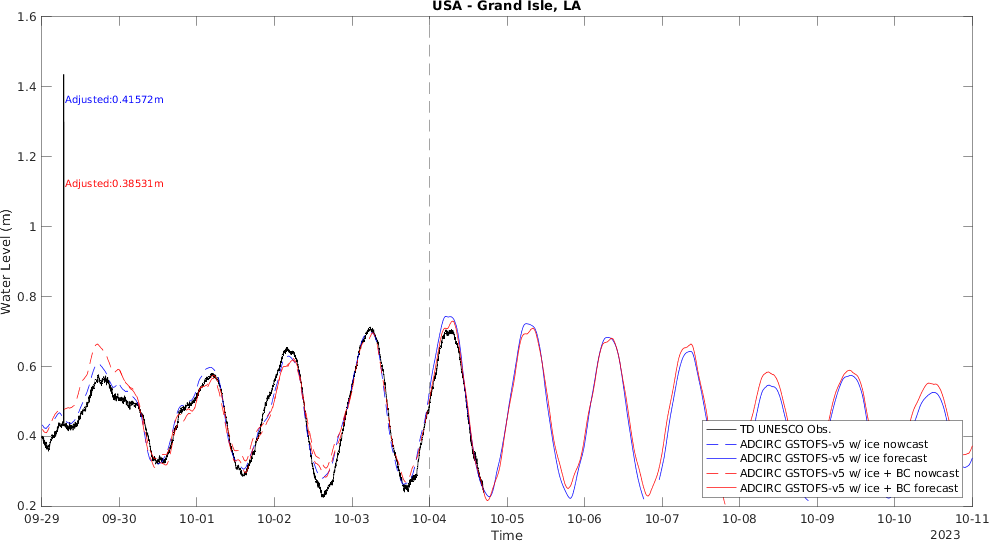 USA - Grand Isle, LA
1.6
1.4
1.2
1
0.8
0.6
0.4
0.2
Water Level (m)
Adjusted:0.41572m
Adjusted:0.38531m
TD UNESCO Obs.
ADCIRC GSTOFS-v5 w/ ice nowcast
ADCIRC GSTOFS-v5 w/ ice forecast
ADCIRC GSTOFS-v5 w/ ice + BC nowcast
ADCIRC GSTOFS-v5 w/ ice + BC forecast
09-29 09-30 10-01 10-02 10-03 10-04 10-05 10-06 10-07 10-08 10-09 10-10 10-11
Time
2023